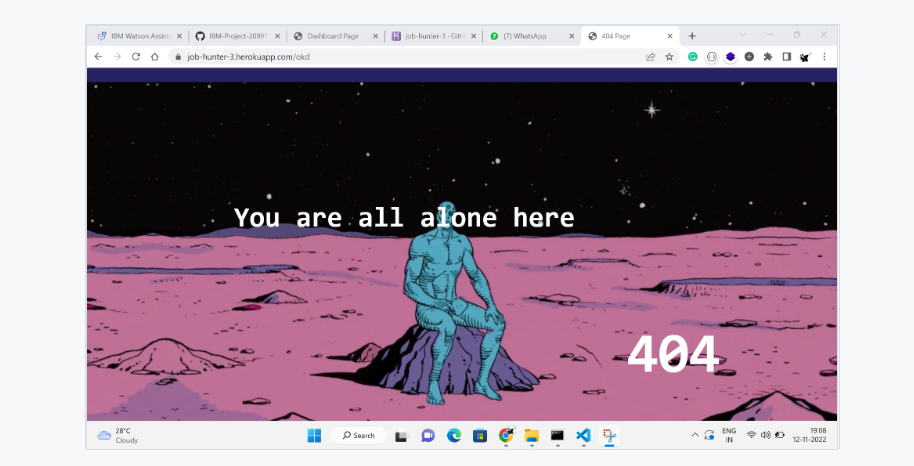 IBM Watson Assist
IBM-Project-2099
Dashboard Page
job-hunter-3 · GitH
(7) WhatsApp
404 Page
job-hunter-3.herokuapp.com/okd
You are all alone here
404
28°C
Cloudy
Search
ENG
IN
19:08
12-11-2022